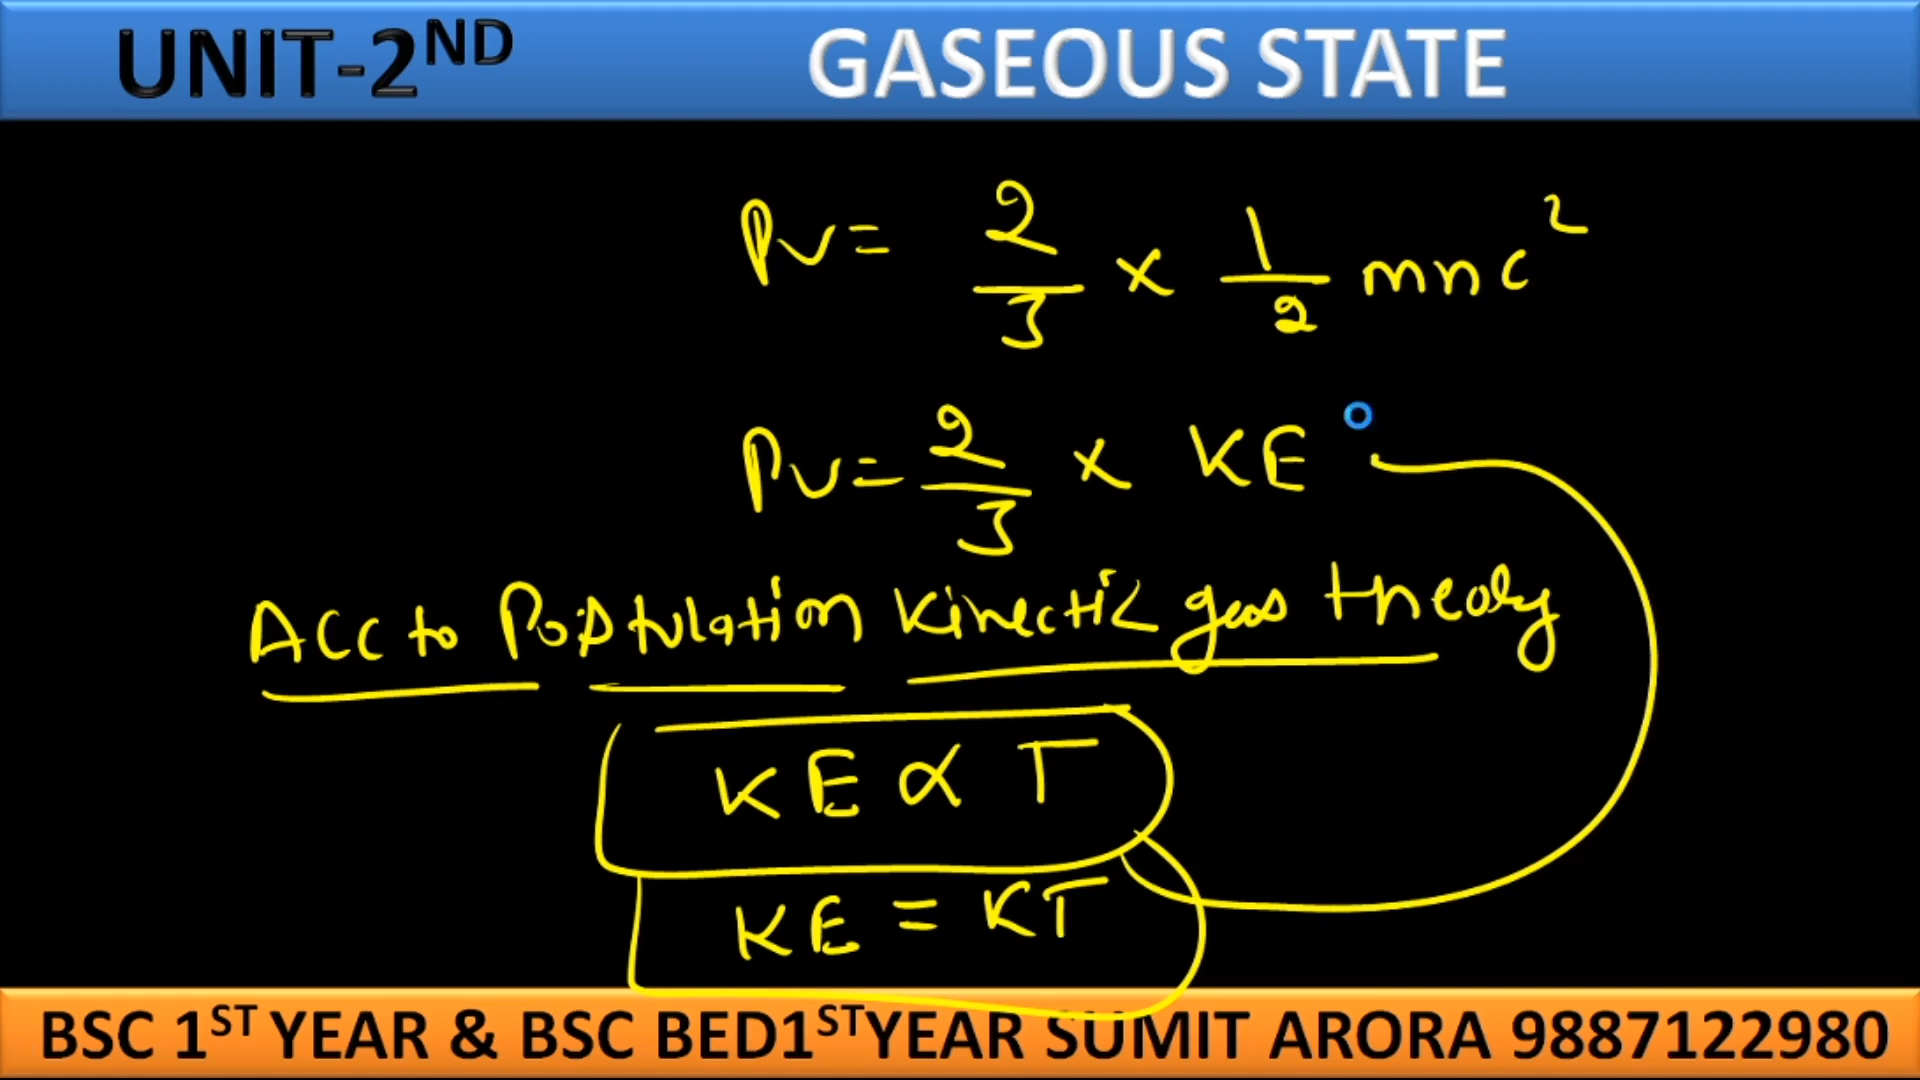 UNIT-2ND GASEOUS STATE
PV = 2/3 × 1/2 mnc²
PV = 2/3 × KE
Acc to Postulation kinetic gas theory
KE ∝ T
KE = KT
BSC 1ST YEAR & BSC BED1STYEAR SUMIT ARORA 9887122980